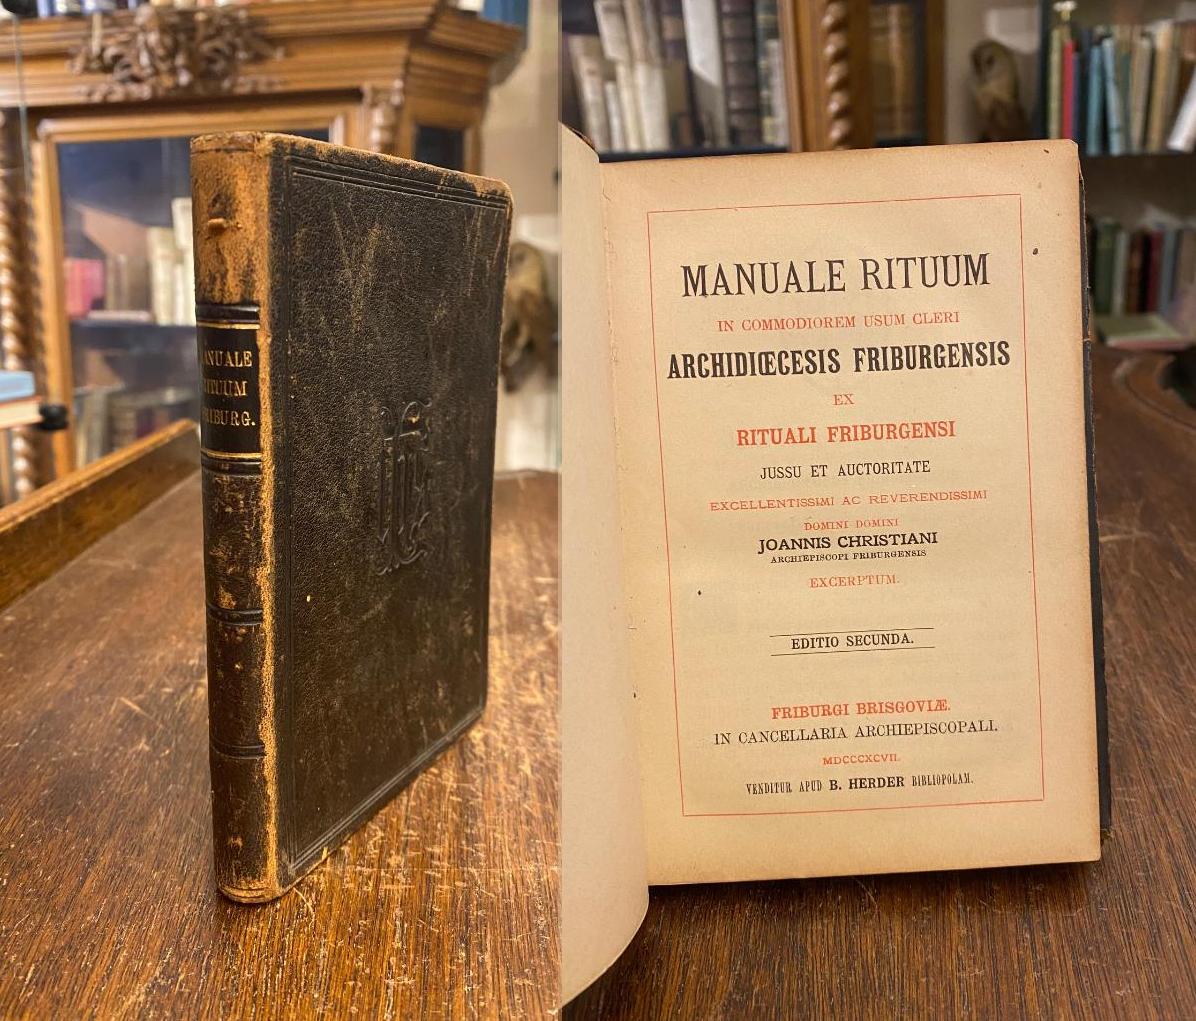 MANUALE
RITUUM
FRIBURG.
MANUALE RITUUM
IN COMMODIOREM USUM CLERI
ARCHIDIŒCESIS FRIBURGENSIS
EX
RITUALI FRIBURGENSI
JUSSU ET AUCTORITATE
EXCELLENTISSIMI AC REVERENDISSIMI
DOMINI DOMINI
JOANNIS CHRISTIANI
ARCHIEPISCOPI FRIBURGENSIS
EXCERPTUM.
EDITIO SECUNDA.
FRIBURGI BRISGOVIÆ.
IN CANCELLARIA ARCHIEPISCOPALI.
MDCCCXCVII.
VENDITUR APUD B. HERDER BIBLIOPOLAM.